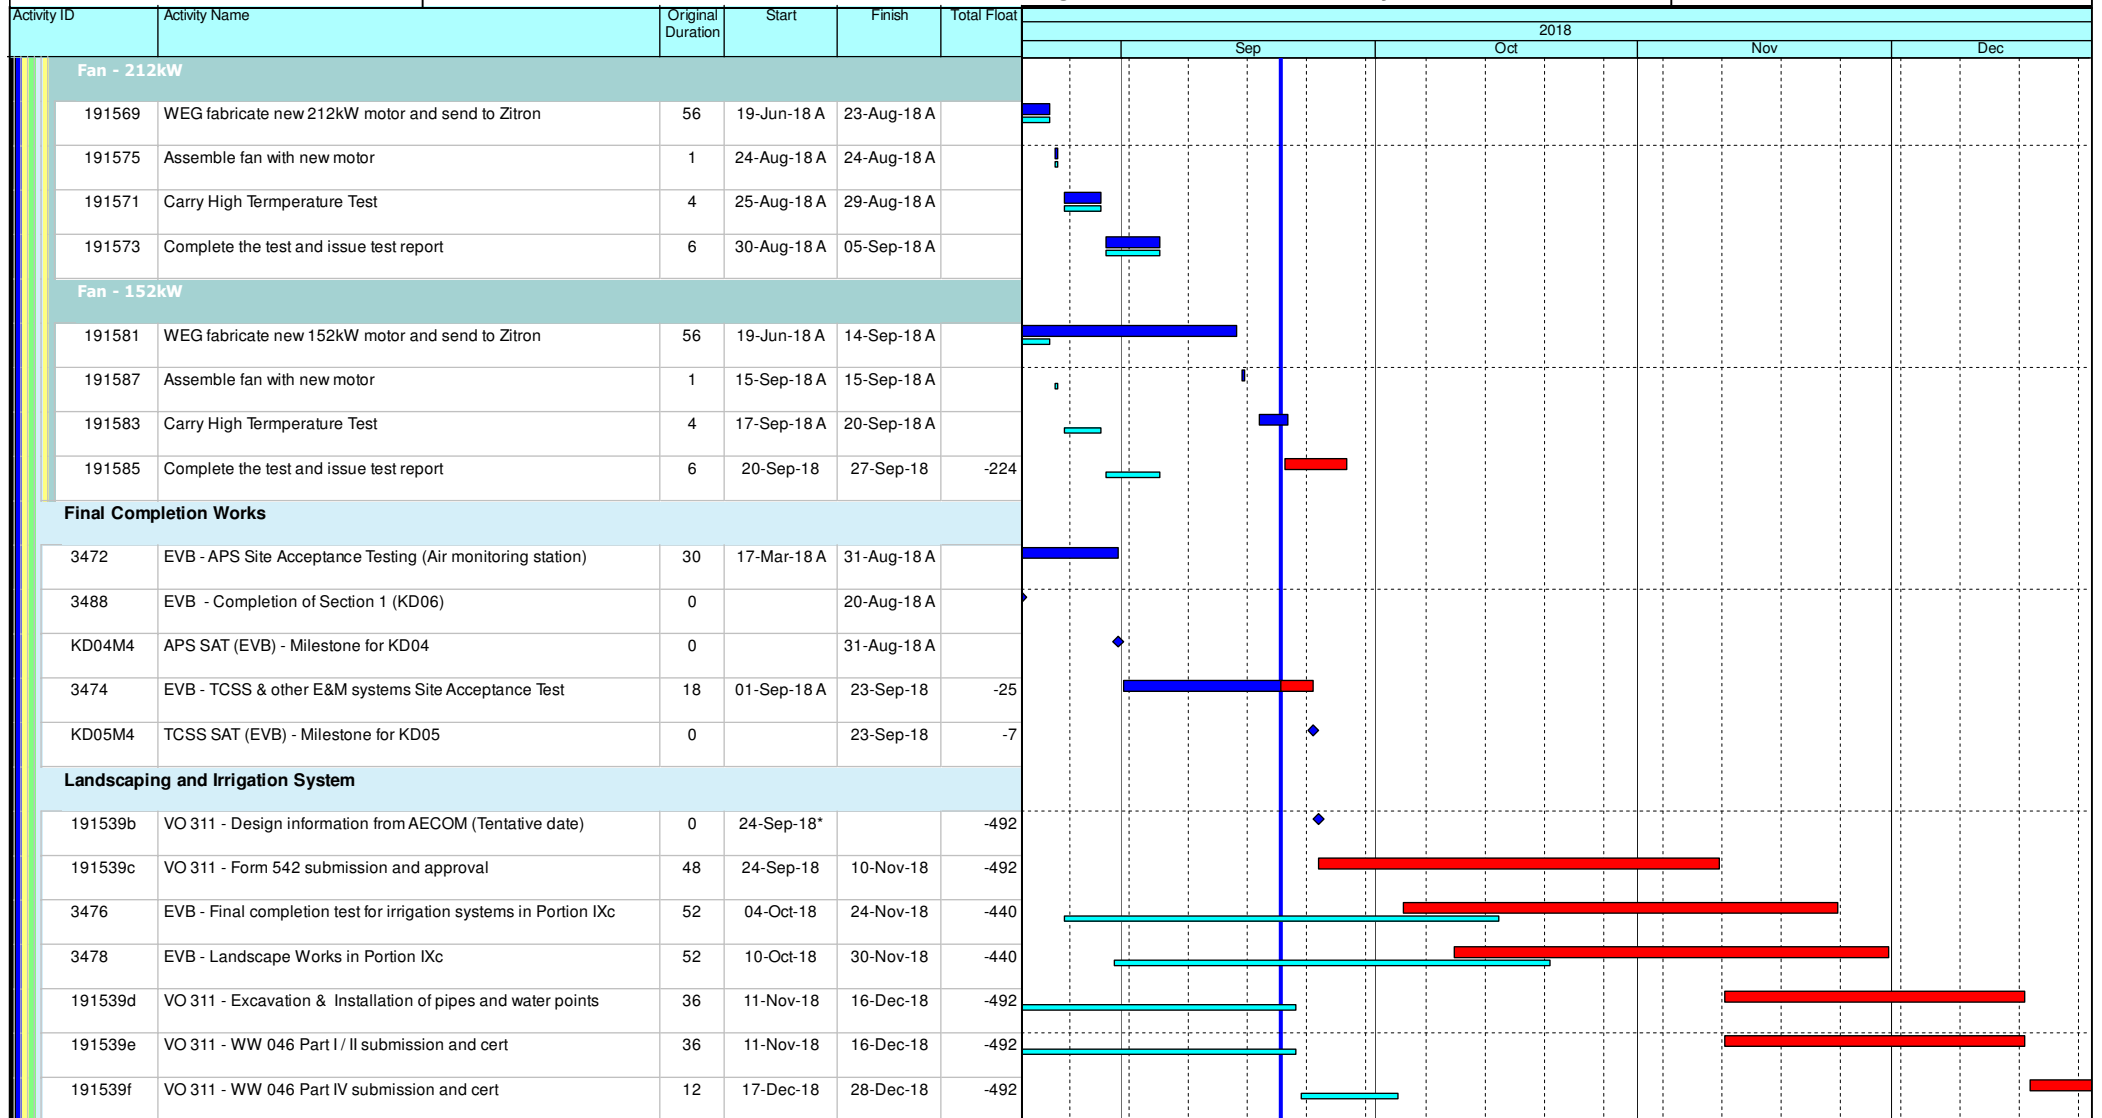 Activity ID Activity Name Original Duration Start Finish Total Float
2018
Sep Oct Nov Dec
Fan - 212kW
191569 WEG fabricate new 212kW motor and send to Zitron 56 19-Jun-18 A 23-Aug-18 A
191575 Assemble fan with new motor 1 24-Aug-18 A 24-Aug-18 A
191571 Carry High Termperature Test 4 25-Aug-18 A 29-Aug-18 A
191573 Complete the test and issue test report 6 30-Aug-18 A 05-Sep-18 A
Fan - 152kW
191581 WEG fabricate new 152kW motor and send to Zitron 56 19-Jun-18 A 14-Sep-18 A
191587 Assemble fan with new motor 1 15-Sep-18 A 15-Sep-18 A
191583 Carry High Termperature Test 4 17-Sep-18 A 20-Sep-18 A
191585 Complete the test and issue test report 6 20-Sep-18 27-Sep-18 -224
Final Completion Works
3472 EVB - APS Site Acceptance Testing (Air monitoring station) 30 17-Mar-18 A 31-Aug-18 A
3488 EVB - Completion of Section 1 (KD06) 0 20-Aug-18 A
KD04M4 APS SAT (EVB) - Milestone for KD04 0 31-Aug-18 A
3474 EVB - TCSS & other E&M systems Site Acceptance Test 18 01-Sep-18 A 23-Sep-18 -25
KD05M4 TCSS SAT (EVB) - Milestone for KD05 0 23-Sep-18 -7
Landscaping and Irrigation System
191539b VO 311 - Design information from AECOM (Tentative date) 0 24-Sep-18* -492
191539c VO 311 - Form 542 submission and approval 48 24-Sep-18 10-Nov-18 -492
3476 EVB - Final completion test for irrigation systems in Portion IXc 52 04-Oct-18 24-Nov-18 -440
3478 EVB - Landscape Works in Portion IXc 52 10-Oct-18 30-Nov-18 -440
191539d VO 311 - Excavation & Installation of pipes and water points 36 11-Nov-18 16-Dec-18 -492
191539e VO 311 - WW 046 Part I / II submission and cert 36 11-Nov-18 16-Dec-18 -492
191539f VO 311 - WW 046 Part IV submission and cert 12 17-Dec-18 28-Dec-18 -492